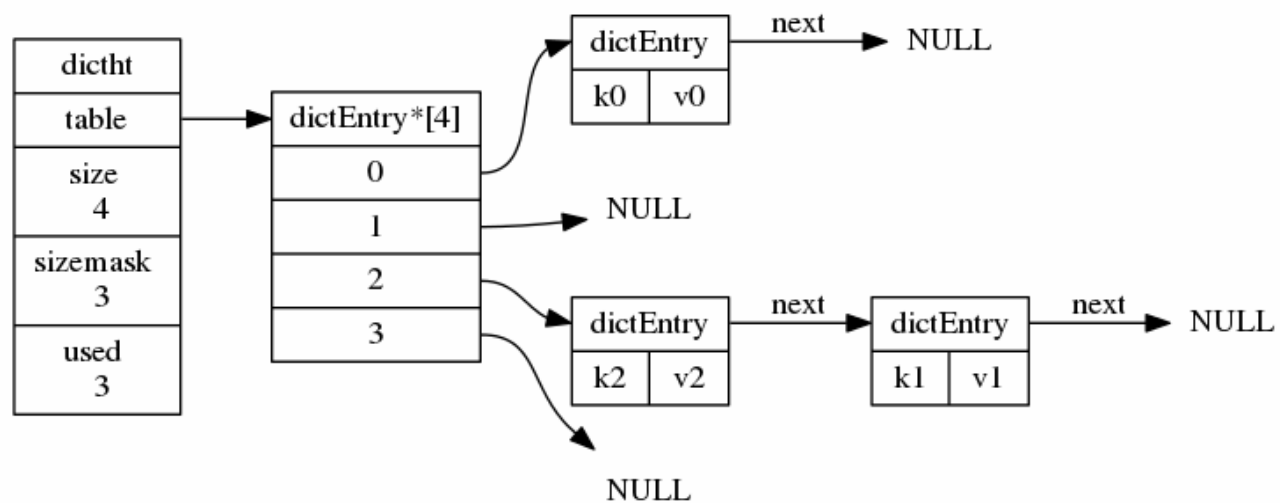 dictht
table
size
4
sizemask
3
used
3
dictEntry*[4]
0
1
2
3
dictEntry
k0 v0
next
NULL
NULL
dictEntry
k2 v2
next
dictEntry
k1 v1
next
NULL
NULL